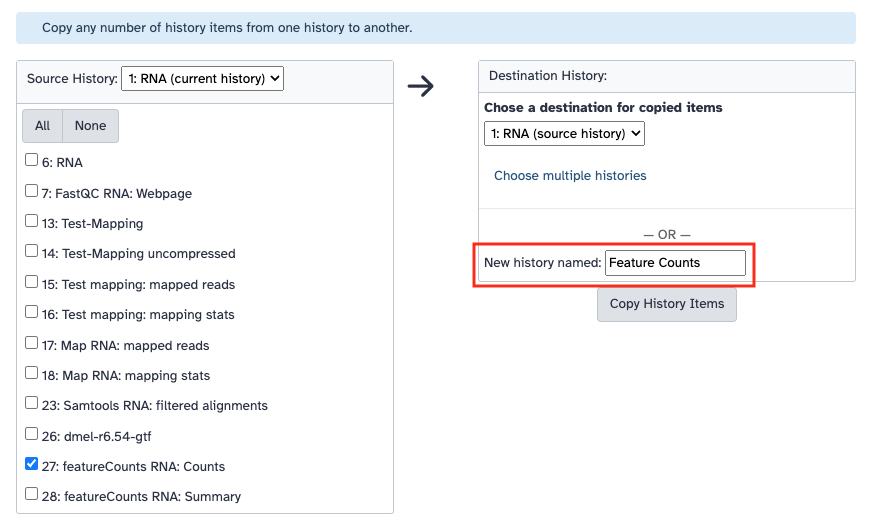 Copy any number of history items from one history to another.
Source History: 1: RNA (current history)
All None
6: RNA
7: FastQC RNA: Webpage
13: Test-Mapping
14: Test-Mapping uncompressed
15: Test mapping: mapped reads
16: Test mapping: mapping stats
17: Map RNA: mapped reads
18: Map RNA: mapping stats
23: Samtools RNA: filtered alignments
26: dmel-r6.54-gtf
27: featureCounts RNA: Counts
28: featureCounts RNA: Summary
Destination History:
Chose a destination for copied items
1: RNA (source history)
Choose multiple histories
— OR —
New history named: Feature Counts
Copy History Items